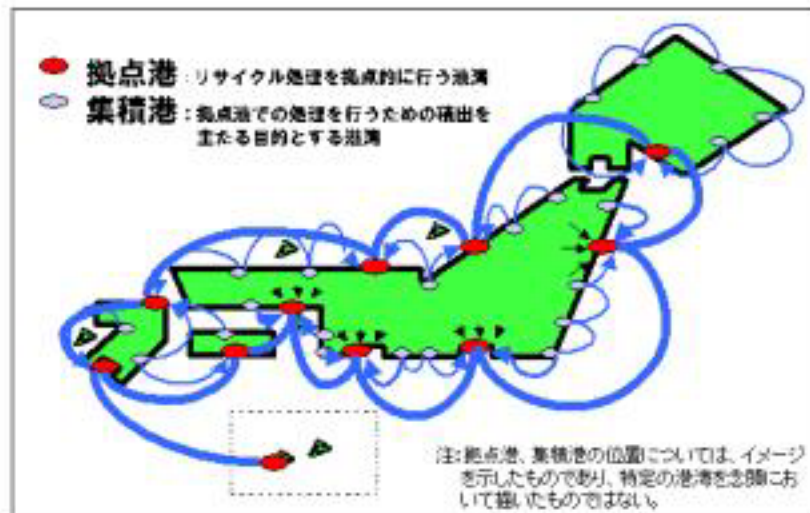 拠点港：リサイクル処理を拠点的に行う港湾
集積港：拠点港での処理を行うための積出を
主たる目的とする港湾
注：拠点港、集積港の位置については、イメージ
を示したものであり、特定の港湾を念頭にお
いて描いたものではない。